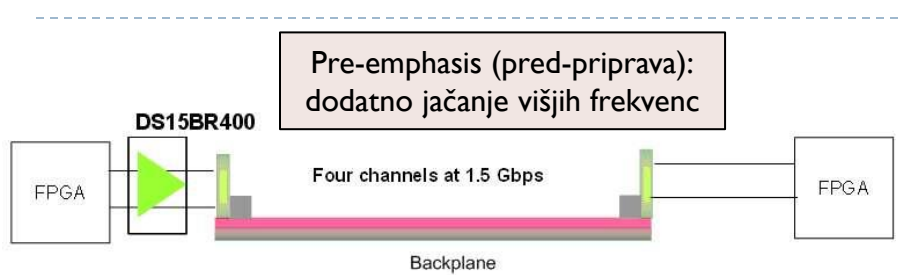 Pre-emphasis (pred-priprava):
dodatno jačanje višjih frekvenc
DS15BR400
FPGA
Four channels at 1.5 Gbps
FPGA
Backplane